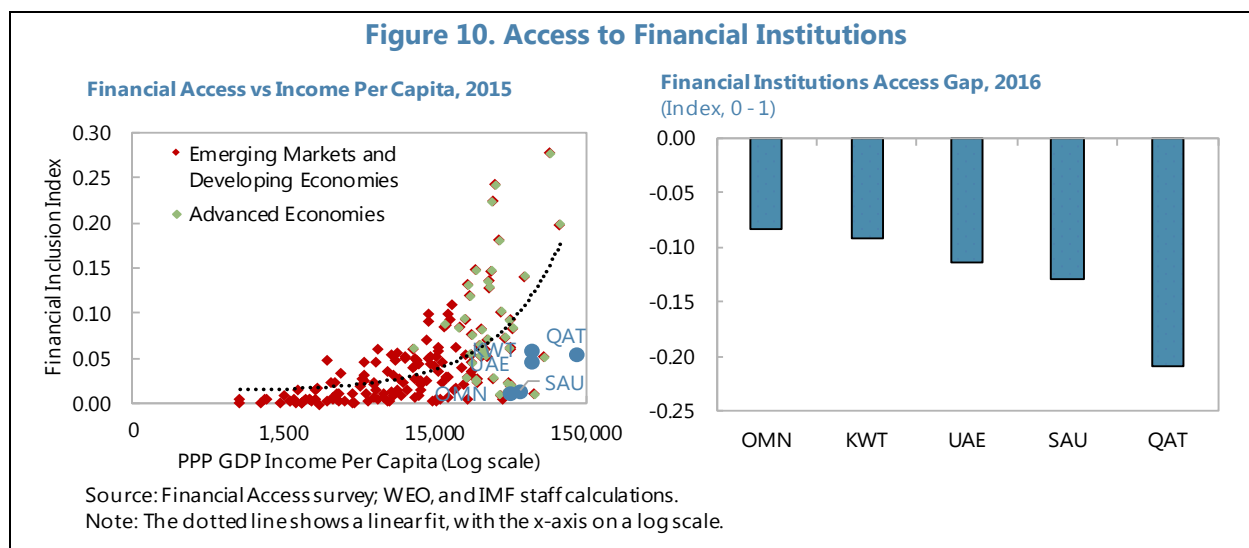 Figure 10. Access to Financial Institutions
Financial Access vs Income Per Capita, 2015
0.30
0.25
0.20
0.15
0.10
0.05
0.00
Financial Inclusion Index
Emerging Markets and
Developing Economies
Advanced Economies
QAT
KWT
UAE
SAU
OMN
0 1,500 15,000 150,000
PPP GDP Income Per Capita (Log scale)
Financial Institutions Access Gap, 2016
(Index, 0 - 1)
0.00
-0.05
-0.10
-0.15
-0.20
-0.25
OMN KWT UAE SAU QAT
Source: Financial Access survey; WEO, and IMF staff calculations.
Note: The dotted line shows a linear fit, with the x-axis on a log scale.